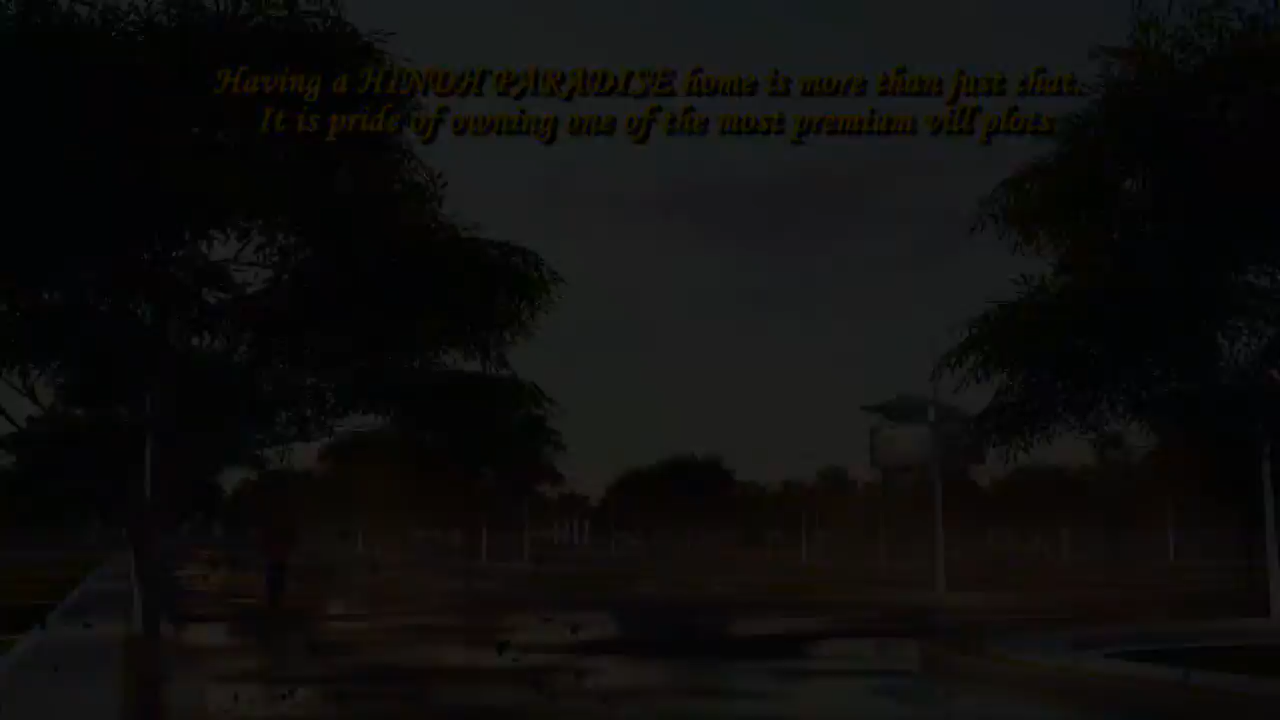 Having a HINDH PARADISE home is more than just that.
It is pride of owning one of the most premium vill plots